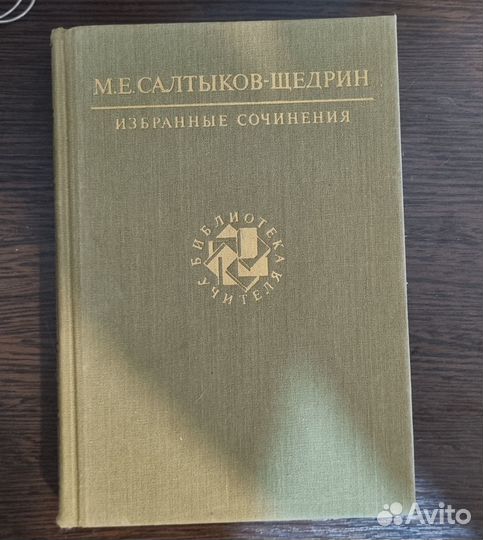 М.Е.САЛТЫКОВ-ЩЕДРИН
ИЗБРАННЫЕ СОЧИНЕНИЯ
БИБЛИОТЕКА
УЧИТЕЛЯ
Avito